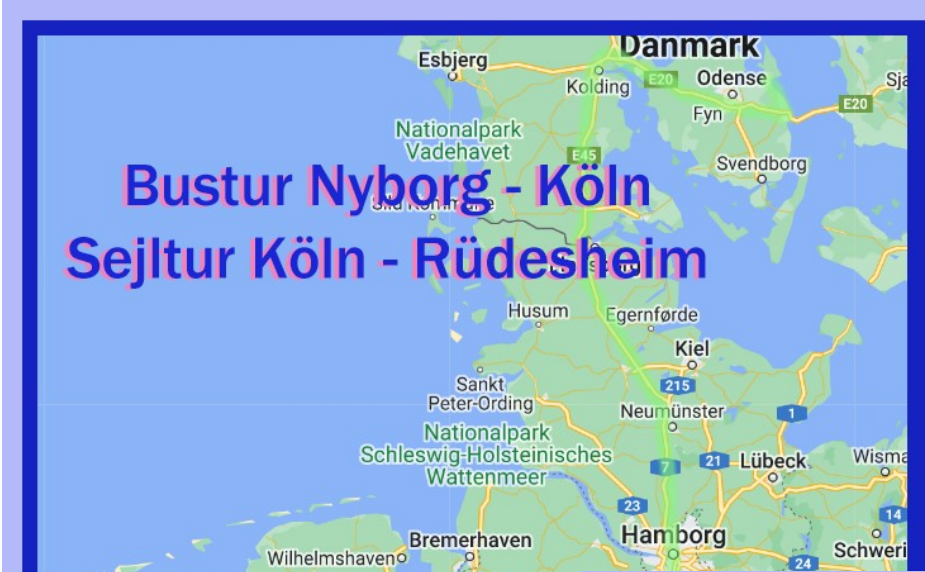 Danmark
Esbjerg
Kolding
E20
Odense
E20
Fyn
Nationalpark
Vadehavet
E45
Svendborg
Bustur Nyborg - Köln
Sejltur Köln - Rüdesheim
Husum
Egernførde
Kiel
215
Sankt
Peter-Ording
Neumünster
1
Nationalpark
Schleswig-Holsteinisches
Wattenmeer
7
21
Lübeck
Wisma
23
14
Hamborg
Bremerhaven
Wilhelmshaven
Schweri
24